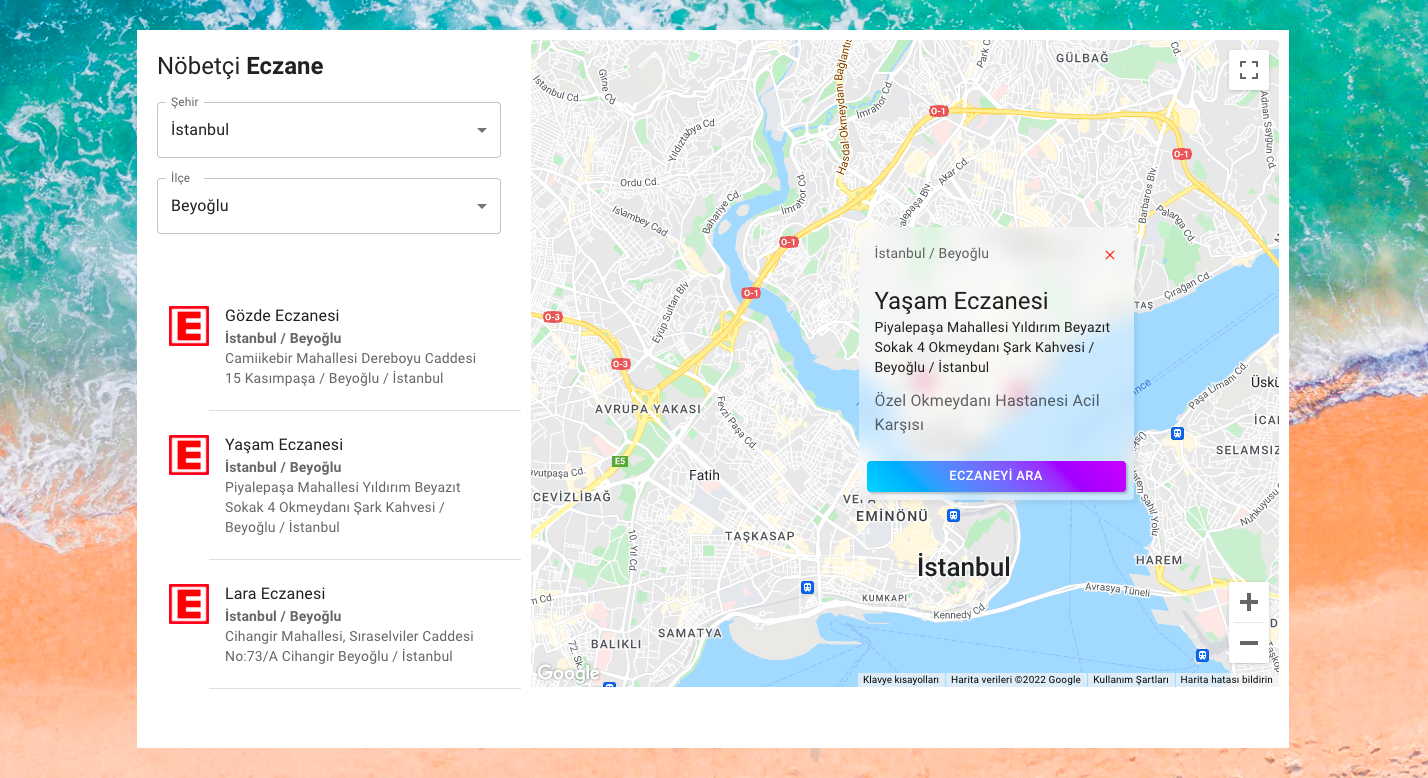 Nöbetçi Eczane
Şehir
İstanbul
İlçe
Beyoğlu
E
Gözde Eczanesi
İstanbul / Beyoğlu
Camiikebir Mahallesi Dereboyu Caddesi
15 Kasımpaşa / Beyoğlu / İstanbul
E
Yaşam Eczanesi
İstanbul / Beyoğlu
Piyalepaşa Mahallesi Yıldırım Beyazıt
Sokak 4 Okmeydanı Şark Kahvesi /
Beyoğlu / İstanbul
E
Lara Eczanesi
İstanbul / Beyoğlu
Cihangir Mahallesi, Sıraselviler Caddesi
No:73/A Cihangir Beyoğlu / İstanbul
GÜLBAĞ
Park C
Girne Cd.
İstanbul Cd.
Hasdal-Okmeydanı Bağlantıs
İmrahor Cd.
Adnan Saygun Cd.
O-1
Yıldıztabya Cd
O-1
Ordu Cd.
Akar Cd.
İmrahor Cd
Bahariye Cd.
alepaşa Blv.
Barbaros Blv.
İslambey Cad.
Palanga Cd.
O-1
İstanbul / Beyoğlu
Çırağan Cd.
O-1
Eyüp Sultan Blv
Yaşam Eczanesi
TAŞ
O-3
Piyalepaşa Mahallesi Yıldırım Beyazıt
Sokak 4 Okmeydanı Şark Kahvesi /
Beyoğlu / İstanbul
O-3
Özel Okmeydanı Hastanesi Acil
Karşısı
Paşa Limanı Cd.
Üskü
AVRUPA YAKASI
Fevzi Paşa Cd.
İCA
SELAMSIZ
E5
Fatih
ECZANEYİ ARA
avutpaşa Cd.
CEVİZLİBAĞ
VEFA
EMİNÖNÜ
Nuhkuyusu
TAŞKASAP
10. Yıl Cd.
HAREM
İstanbul
Avrasya Tüneli
KUMKAPI
Kennedy Cd.
SAMATYA
BALIKLI
72. Sk.
Google
Klavye kısayolları
Harita verileri ©2022 Google
Kullanım Şartları
Harita hatası bildirin